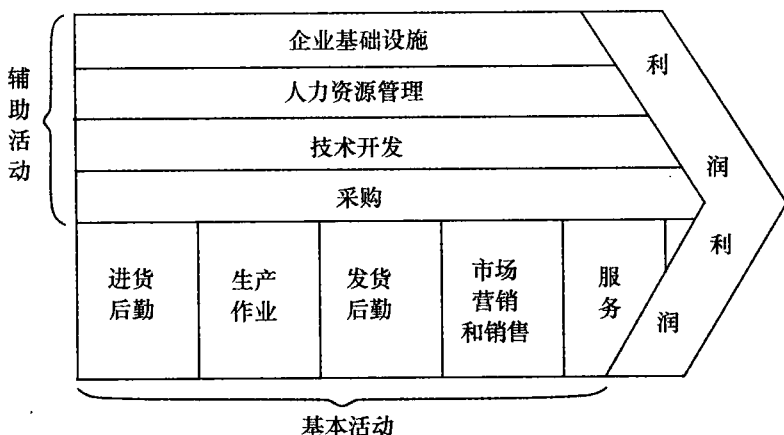 企业基础设施
人力资源管理
技术开发
采购
辅助活动
利
润
利
润
进货
后勤
生产
作业
发货
后勤
市场
营销
和销售
服
务
基本活动